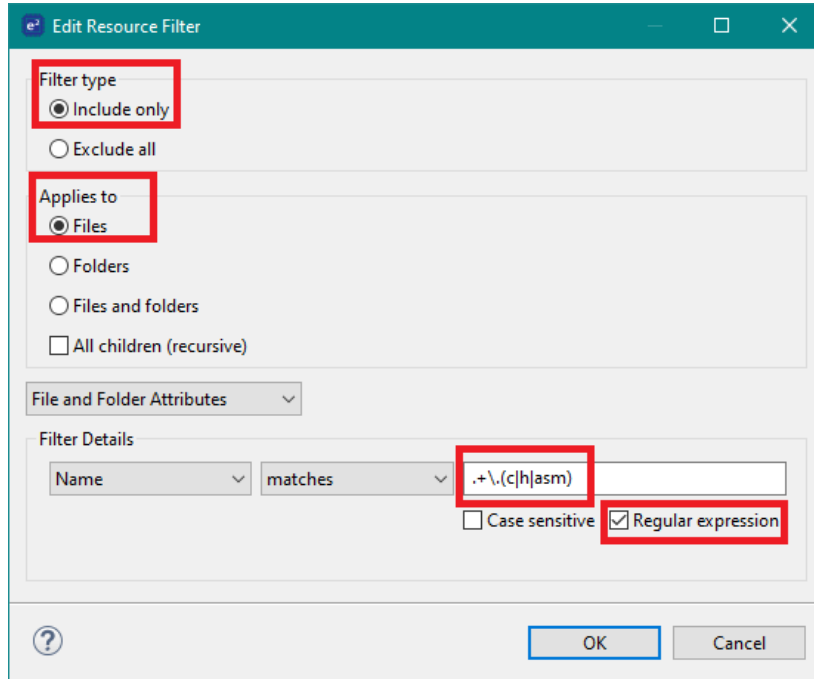 e² Edit Resource Filter
Filter type
Include only
Exclude all
Applies to
Files
Folders
Files and folders
All children (recursive)
File and Folder Attributes
Filter Details
Name matches .+\.(c|h|asm)
Case sensitive Regular expression
? OK Cancel